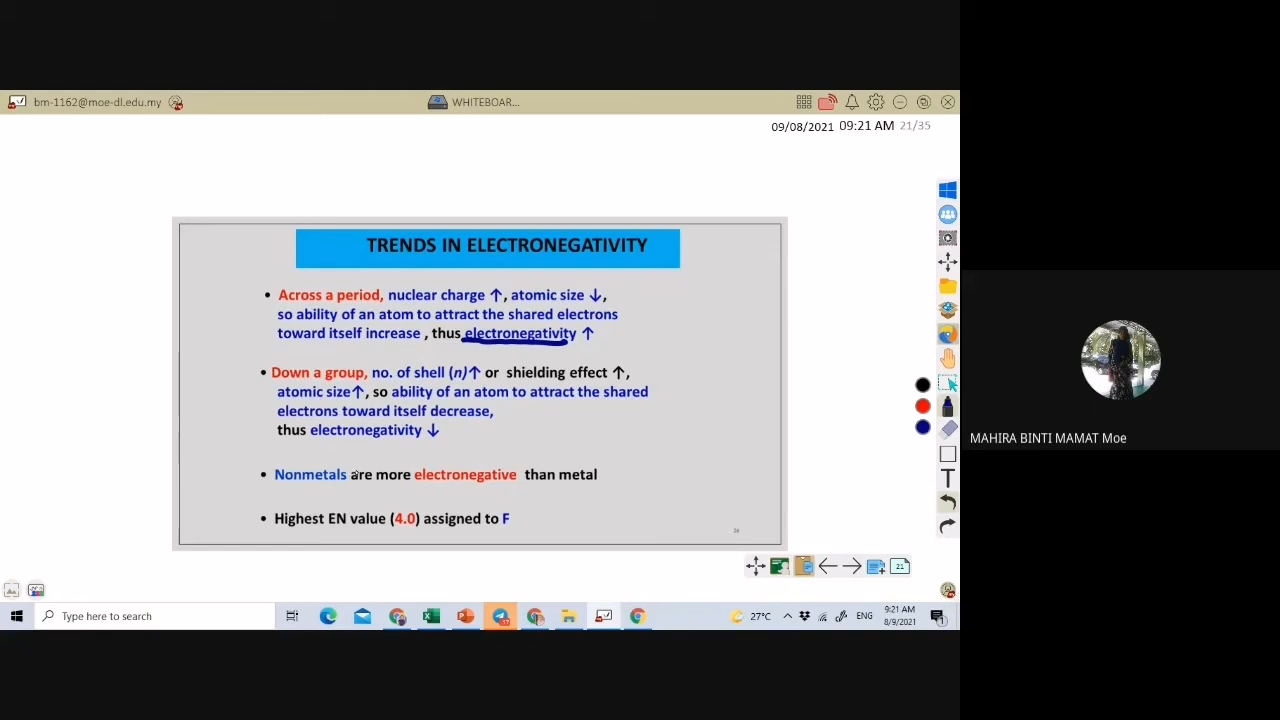 bm-1162@moe-dl.edu.my
WHITEBOAR...
09/08/2021 09:21 AM 21/35
TRENDS IN ELECTRONEGATIVITY
• Across a period, nuclear charge ↑, atomic size ↓,
so ability of an atom to attract the shared electrons
toward itself increase , thus electronegativity ↑
• Down a group, no. of shell (n)↑ or shielding effect ↑,
atomic size↑, so ability of an atom to attract the shared
electrons toward itself decrease,
thus electronegativity ↓
• Nonmetals are more electronegative than metal
• Highest EN value (4.0) assigned to F
MAHIRA BINTI MAMAT Moe
21
Type here to search
27°C
ENG
9:21 AM
8/9/2021